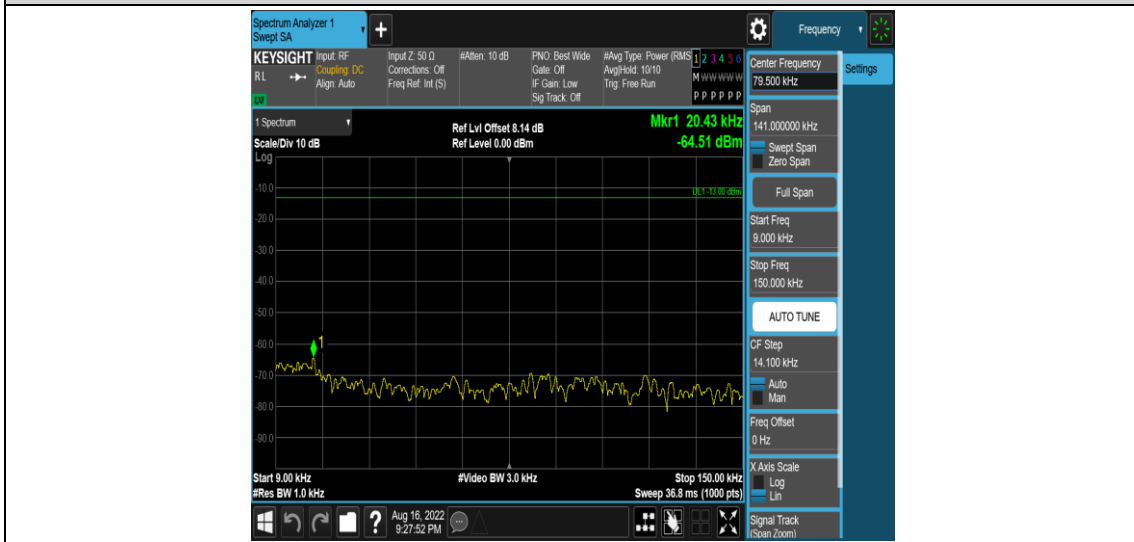 Spectrum Analyzer 1
Swept SA
+
Frequency
KEYSIGHT
RL
Input: RF
Coupling: DC
Align: Auto
Input Z: 50 Ω
Corrections: Off
Freq Ref: Int (S)
#Atten: 10 dB
PNO: Best Wide
Gate: Off
IF Gain: Low
Sig Track: Off
#Avg Type: Power (RMS
Avg|Hold: 10/10
Trig: Free Run
1 2 3 4 5 6
M W W W W W
P P P P P P
1 Spectrum
Scale/Div 10 dB
Ref Lvl Offset 8.14 dB
Ref Level 0.00 dBm
Mkr1 20.43 kHz
-64.51 dBm
Log
DL1 -13.00 dBm
-10.0
-20.0
-30.0
-40.0
-50.0
-60.0
-70.0
-80.0
-90.0
1
Start 9.00 kHz
#Res BW 1.0 kHz
#Video BW 3.0 kHz
Stop 150.00 kHz
Sweep 36.8 ms (1000 pts)
?
Aug 16, 2022
9:27:52 PM
Center Frequency
79.500 kHz
Settings
Span
141.000000 kHz
Swept Span
Zero Span
Full Span
Start Freq
9.000 kHz
Stop Freq
150.000 kHz
AUTO TUNE
CF Step
14.100 kHz
Auto
Man
Freq Offset
0 Hz
X Axis Scale
Log
Lin
Signal Track
(Span Zoom)